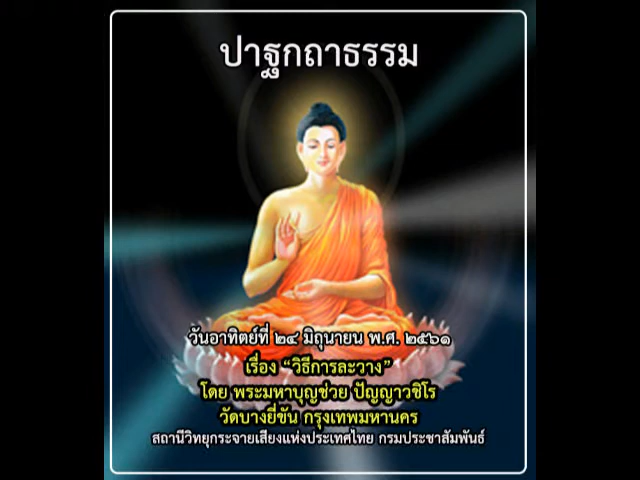 ปาฐกถาธรรม
วันอาทิตย์ที่ ๒๔ มิถุนายน พ.ศ. ๒๕๖๑
เรื่อง “วิธีการละวาง”
โดย พระมหาบุญช่วย ปัญญาวชิโร
วัดบางยี่ขัน กรุงเทพมหานคร
สถานีวิทยุกระจายเสียงแห่งประเทศไทย กรมประชาสัมพันธ์